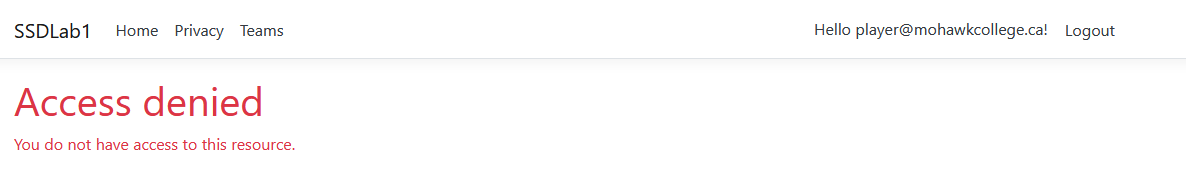 SSDLab1 Home Privacy Teams Hello player@mohawkcollege.ca! Logout
Access denied
You do not have access to this resource.